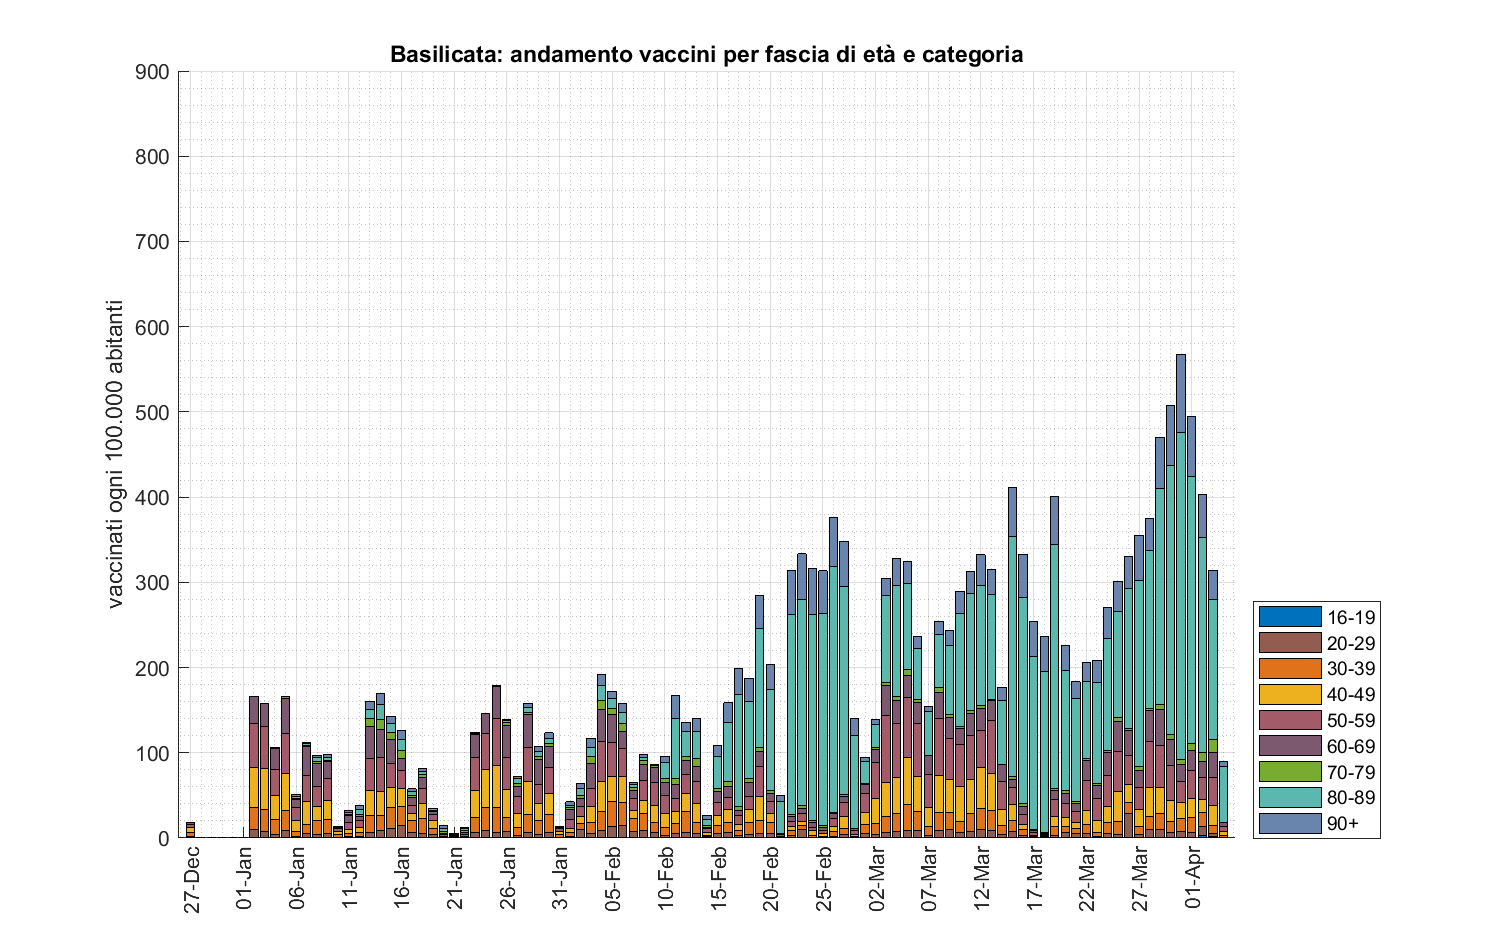 Basilicata: andamento vaccini per fascia di età e categoria
vaccinati ogni 100.000 abitanti
900
800
700
600
500
400
300
200
100
0
27-Dec
01-Jan
06-Jan
11-Jan
16-Jan
21-Jan
26-Jan
31-Jan
05-Feb
10-Feb
15-Feb
20-Feb
25-Feb
02-Mar
07-Mar
12-Mar
17-Mar
22-Mar
27-Mar
01-Apr
16-19
20-29
30-39
40-49
50-59
60-69
70-79
80-89
90+